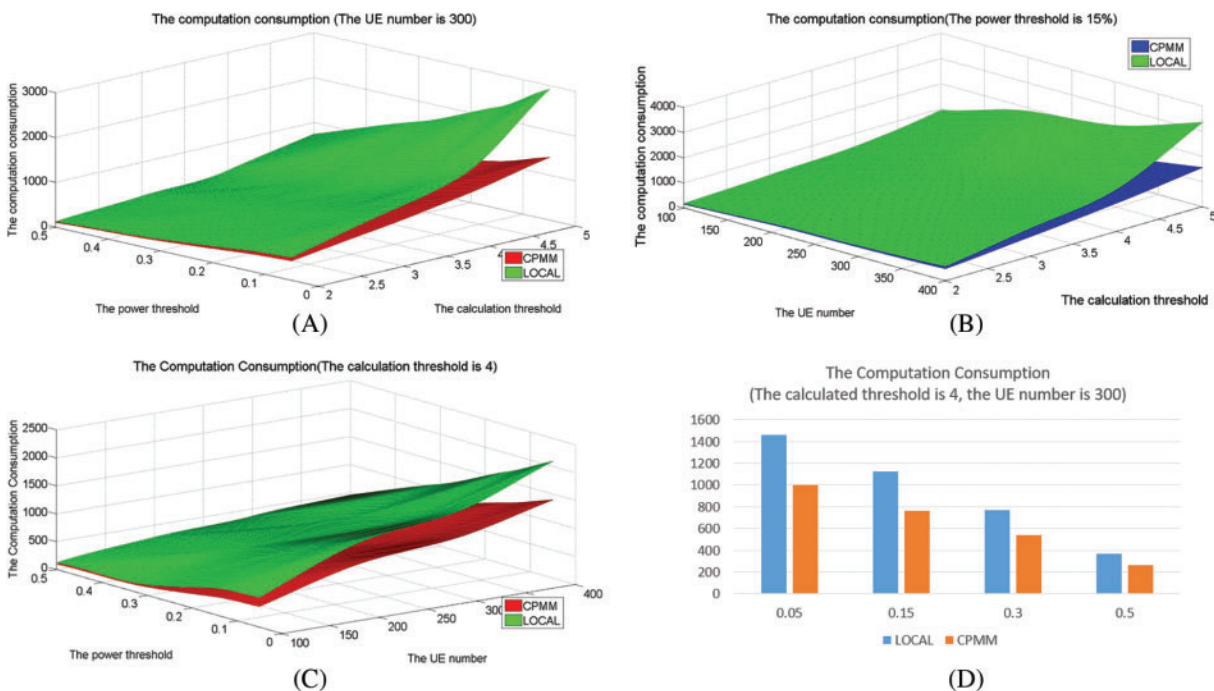 The computation consumption (The UE number is 300)
The computation consumption
3000
2000
1000
0
0.5
0.4
0.3
0.2
0.1
0
2
2.5
3
3.5
4
4.5
5
CPMM
LOCAL
The power threshold
The calculation threshold
(A)
The computation consumption(The power threshold is 15%)
CPMM
LOCAL
The computation consumption
4000
3000
2000
1000
0
100
150
200
250
300
350
400
2
2.5
3
3.5
4
4.5
5
The UE number
The calculation threshold
(B)
The Computation Consumption(The calculation threshold is 4)
The Computation Consumption
2500
2000
1500
1000
500
0
0.5
0.4
0.3
0.2
0.1
0
100
150
200
250
300
350
400
CPMM
LOCAL
The power threshold
The UE number
(C)
The Computation Consumption
(The calculated threshold is 4, the UE number is 300)
1600
1400
1200
1000
800
600
400
200
0
0.05
0.15
0.3
0.5
LOCAL
CPMM
(D)